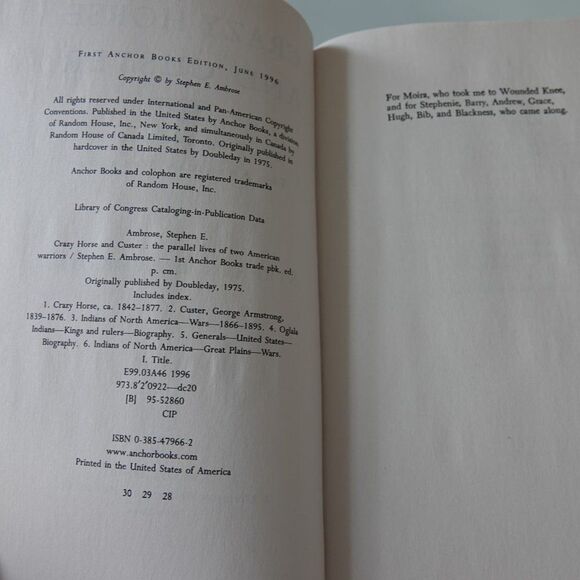 FIRST ANCHOR BOOKS EDITION, JUNE 1996
Copyright © by Stephen E. Ambrose
All rights reserved under International and Pan-American Copyright
Conventions. Published in the United States by Anchor Books, a division
of Random House, Inc., New York, and simultaneously in Canada by
Random House of Canada Limited, Toronto. Originally published in
hardcover in the United States by Doubleday in 1975.
Anchor Books and colophon are registered trademarks
of Random House, Inc.
Library of Congress Cataloging-in-Publication Data
Ambrose, Stephen E.
Crazy Horse and Custer : the parallel lives of two American
warriors / Stephen E. Ambrose. — 1st Anchor Books trade pbk. ed.
p. cm.
Originally published by Doubleday, 1975.
Includes index.
1. Crazy Horse, ca. 1842–1877. 2. Custer, George Armstrong,
1839–1876. 3. Indians of North America—Wars—1866–1895. 4. Oglala
Indians—Kings and rulers—Biography. 5. Generals—United States—
Biography. 6. Indians of North America—Great Plains—Wars.
I. Title.
E99.03A46 1996
973.8'2'0922—dc20
[B] 95-52860
CIP
ISBN 0-385-47966-2
www.anchorbooks.com
Printed in the United States of America
30 29 28
For Moira, who took me to Wounded Knee,
and for Stephenie, Barry, Andrew, Grace,
Hugh, Bib, and Blackness, who came along.